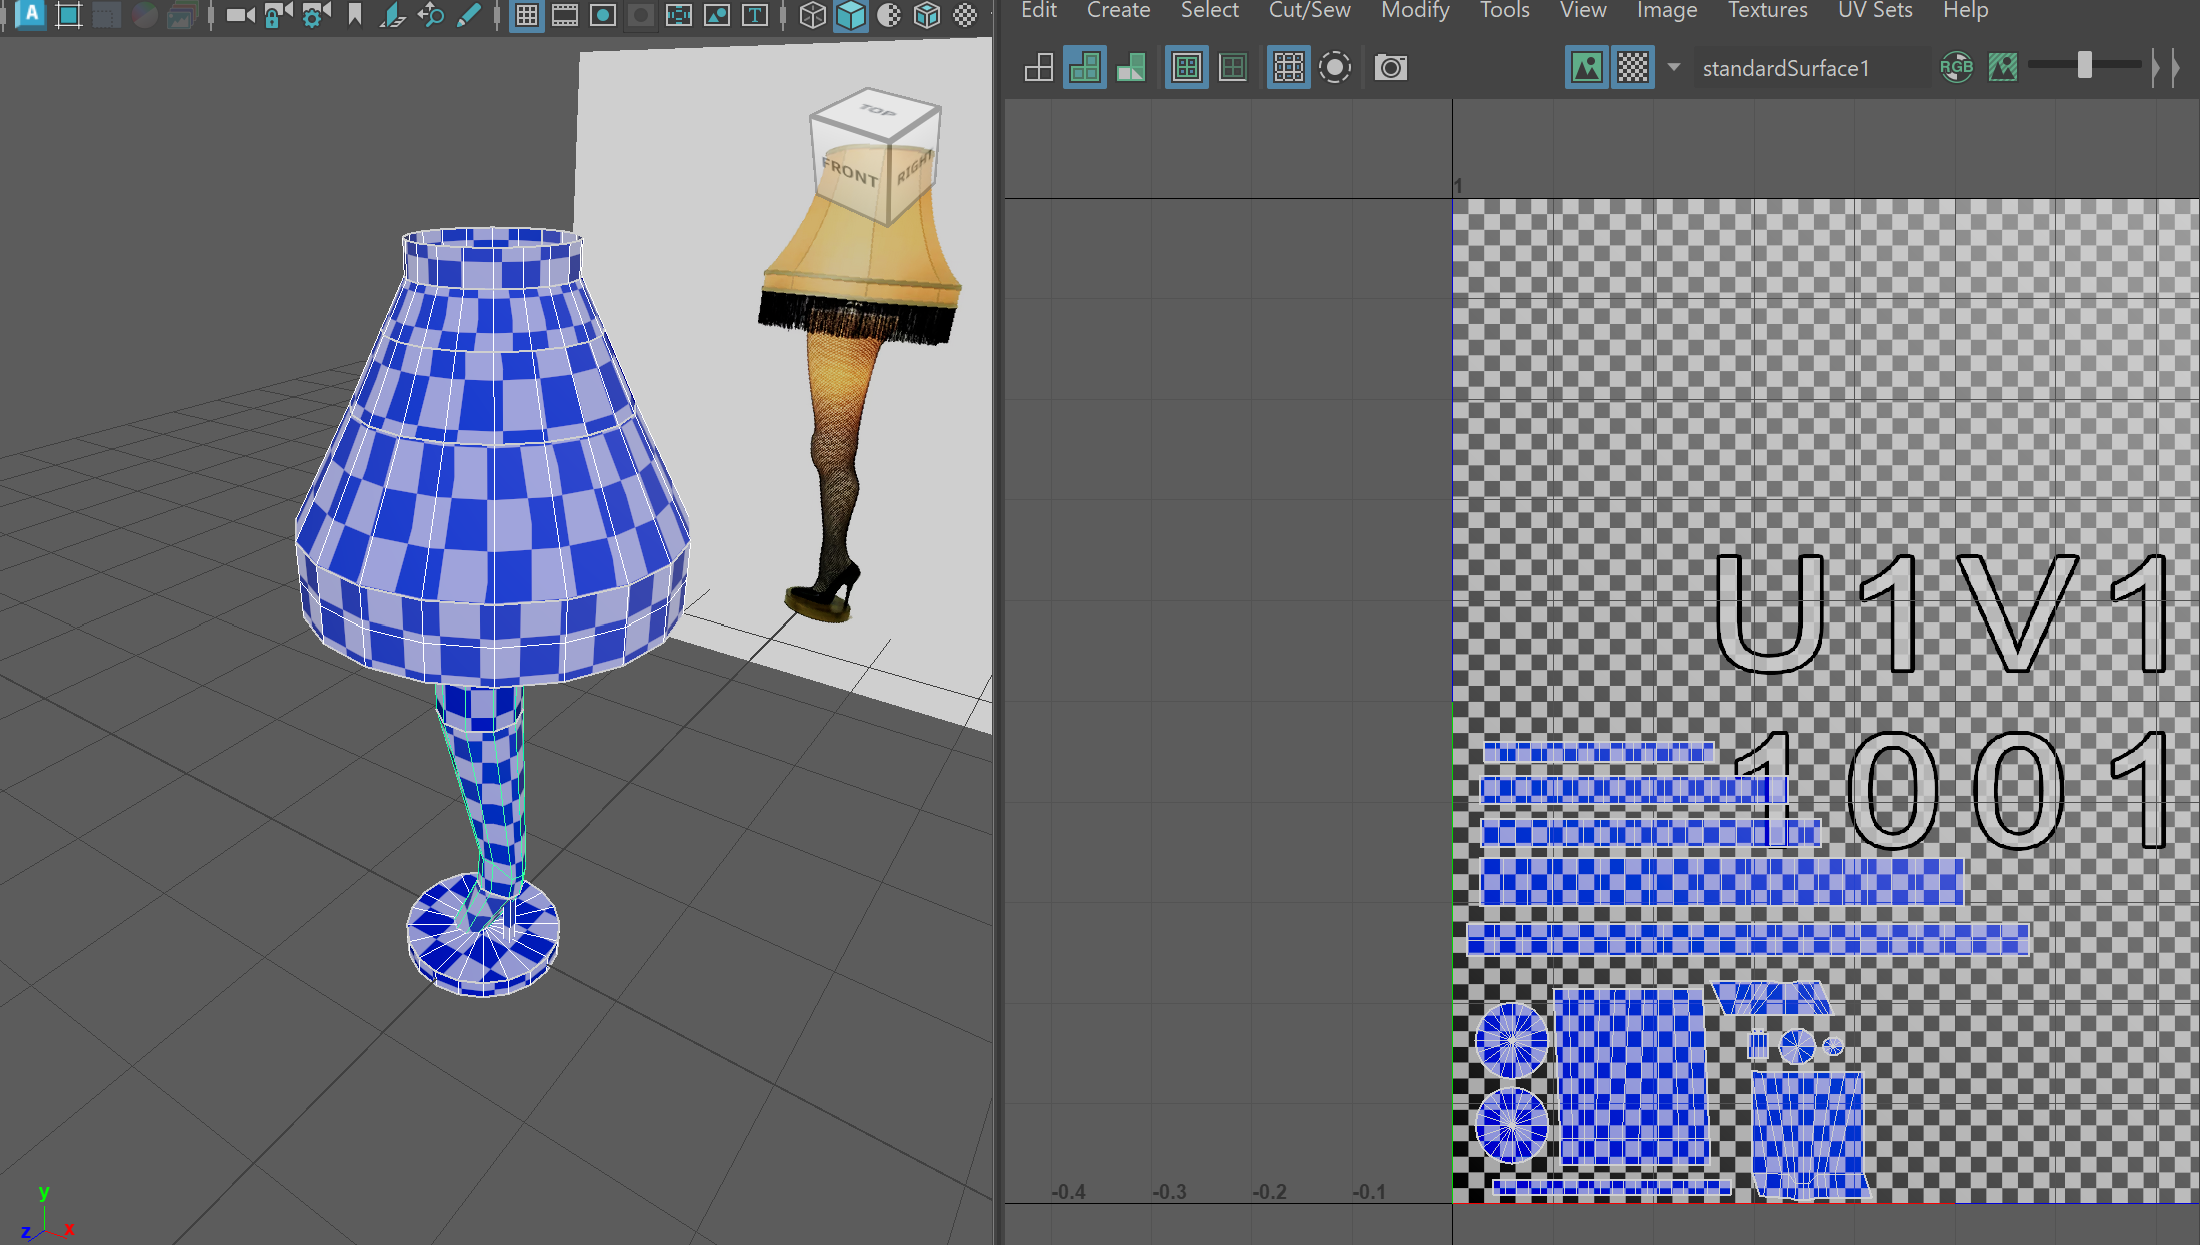 Edit Create Select Cut/Sew Modify Tools View Image Textures UV Sets Help
A
T
standardSurface1
RGB
TOP
FRONT
RIGHT
1
U1V1
1001
-0.4 -0.3 -0.2 -0.1
y
z
x